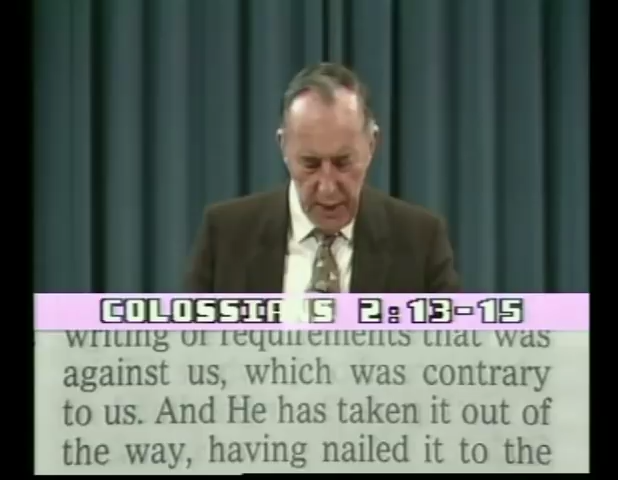 COLOSSIANS 2:13-15
writing of requirements that was
against us, which was contrary
to us. And He has taken it out of
the way, having nailed it to the